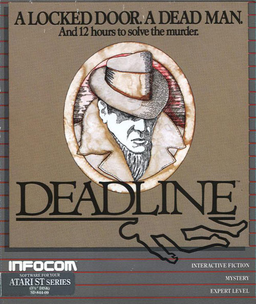 A LOCKED DOOR. A DEAD MAN.
And 12 hours to solve the murder.
DEADLINE
INFOCOM
SOFTWARE FOR YOUR
ATARI ST SERIES
INTERACTIVE FICTION
MYSTERY
EXPERT LEVEL